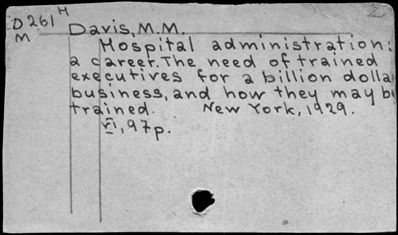 D261 H
M
Davis, M.M.
Hospital administration:
a career. The need of trained
executives for a billion dolla
business, and how they may b
trained. New York, 1929.
vi, 97p.